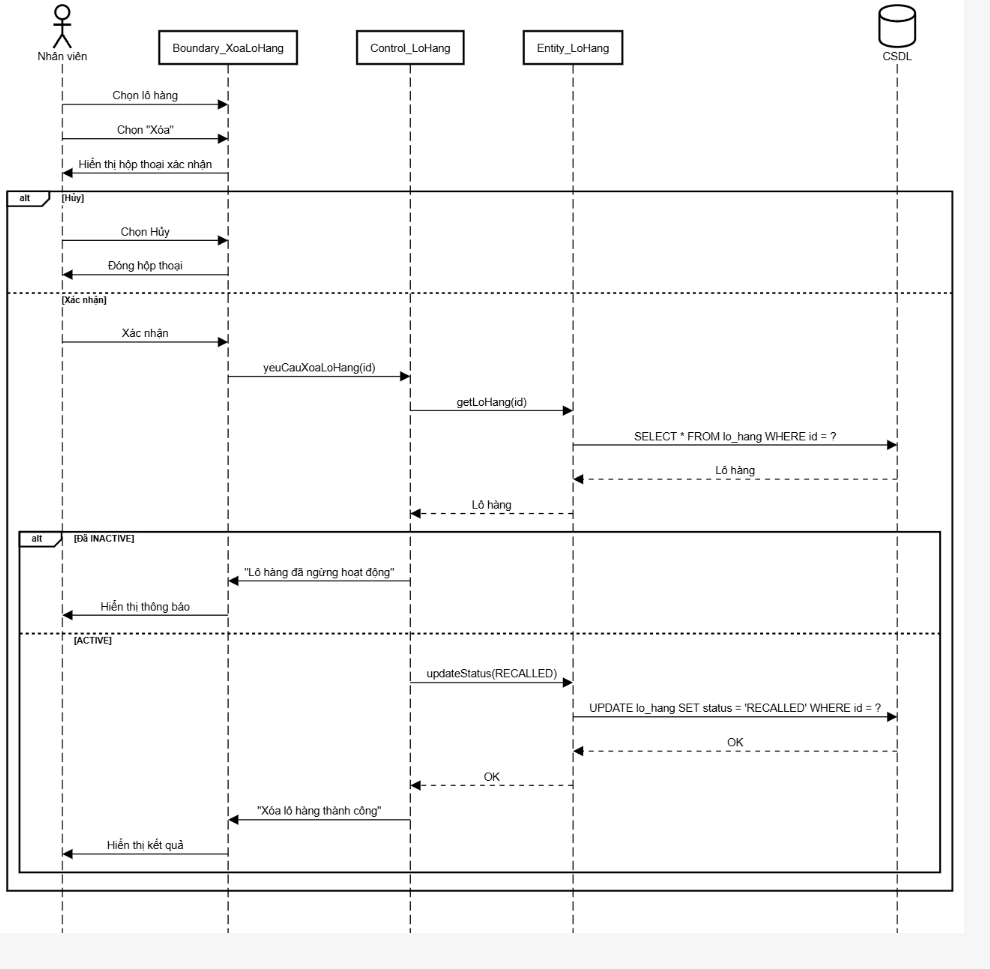 Nhân viên
Boundary_XoaLoHang
Control_LoHang
Entity_LoHang
CSDL
Chọn lô hàng
Chọn "Xóa"
Hiển thị hộp thoại xác nhận
alt
[Hủy]
Chọn Hủy
Đóng hộp thoại
[Xác nhận]
Xác nhận
yeuCauXoaLoHang(id)
getLoHang(id)
SELECT * FROM lo_hang WHERE id = ?
Lô hàng
Lô hàng
alt
[Đã INACTIVE]
"Lô hàng đã ngừng hoạt động"
Hiển thị thông báo
[ACTIVE]
updateStatus(RECALLED)
UPDATE lo_hang SET status = 'RECALLED' WHERE id = ?
OK
OK
"Xóa lô hàng thành công"
Hiển thị kết quả